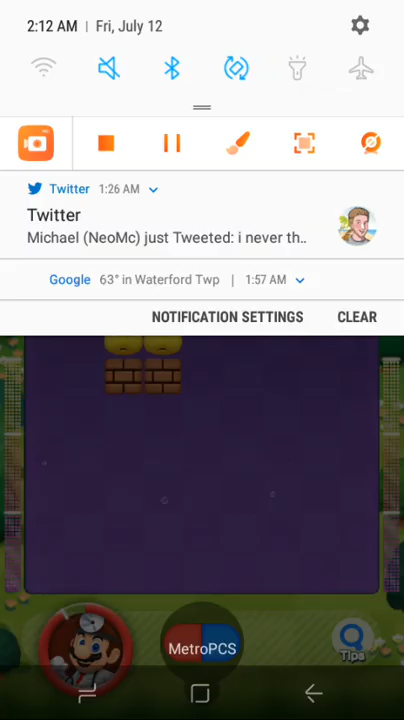 2:12 AM | Fri, July 12
Twitter 1:26 AM
Twitter
Michael (NeoMc) just Tweeted: i never th..
Google 63° in Waterford Twp | 1:57 AM
NOTIFICATION SETTINGS CLEAR
MetroPCS
Tips